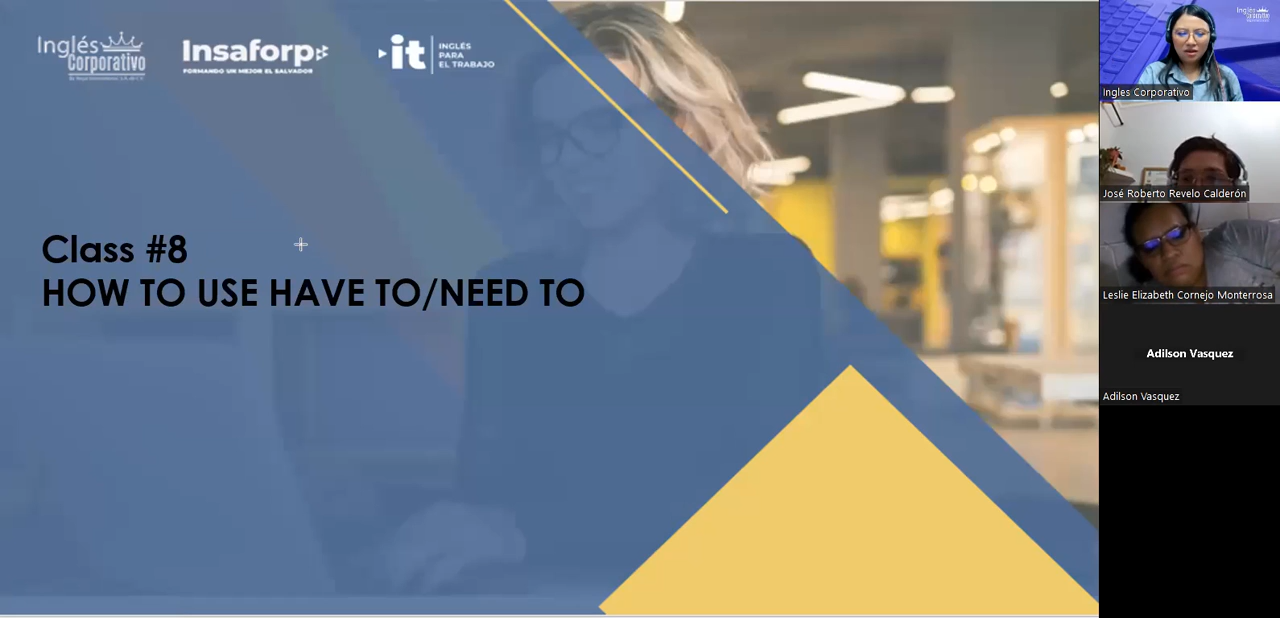 Inglés
Corporativo
Insaforp
FORMANDO UN MEJOR EL SALVADOR
it
INGLÉS
PARA
EL TRABAJO
Class #8
HOW TO USE HAVE TO/NEED TO
Ingles Corporativo
José Roberto Revelo Calderón
Leslie Elizabeth Cornejo Monterrosa
Adilson Vasquez
Adilson Vasquez